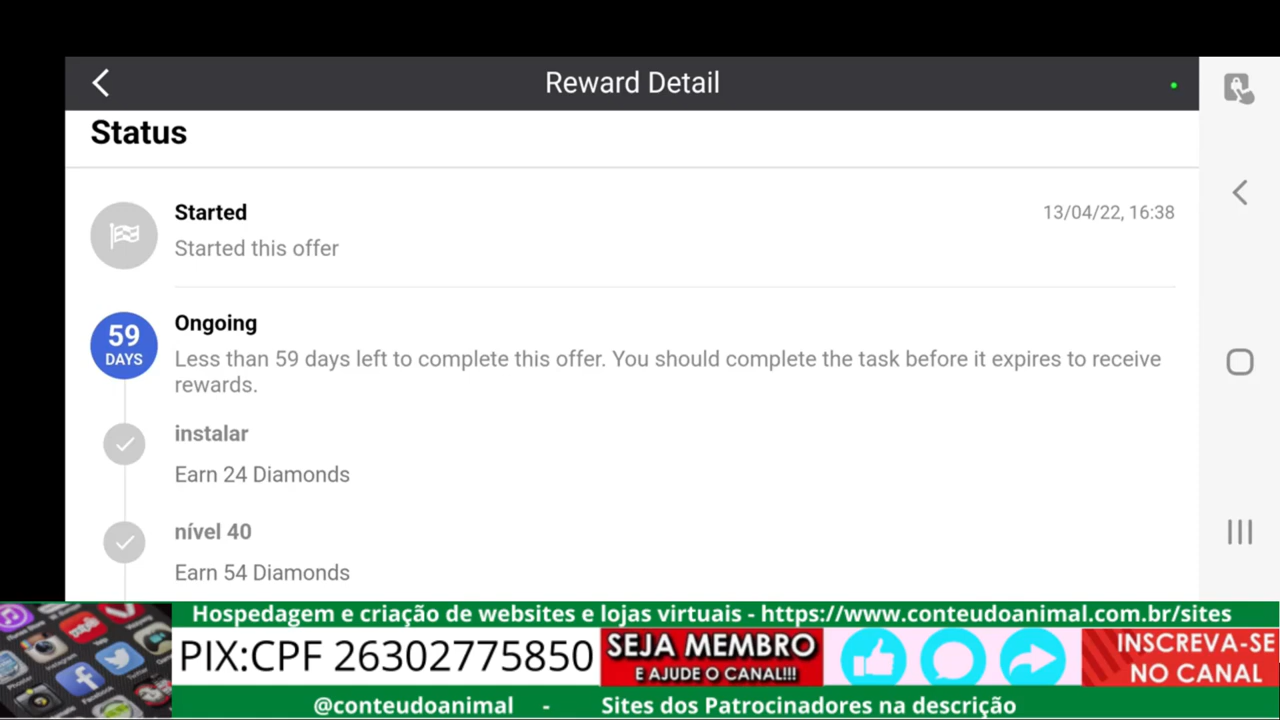 Reward Detail
Status
Started
13/04/22, 16:38
Started this offer
59
DAYS
Ongoing
Less than 59 days left to complete this offer. You should complete the task before it expires to receive
rewards.
instalar
Earn 24 Diamonds
nível 40
Earn 54 Diamonds
Hospedagem e criação de websites e lojas virtuais - https://www.conteudoanimal.com.br/sites
PIX:CPF 26302775850
SEJA MEMBRO
E AJUDE O CANAL!!!
INSCREVA-SE
NO CANAL
@conteudoanimal - Sites dos Patrocinadores na descrição